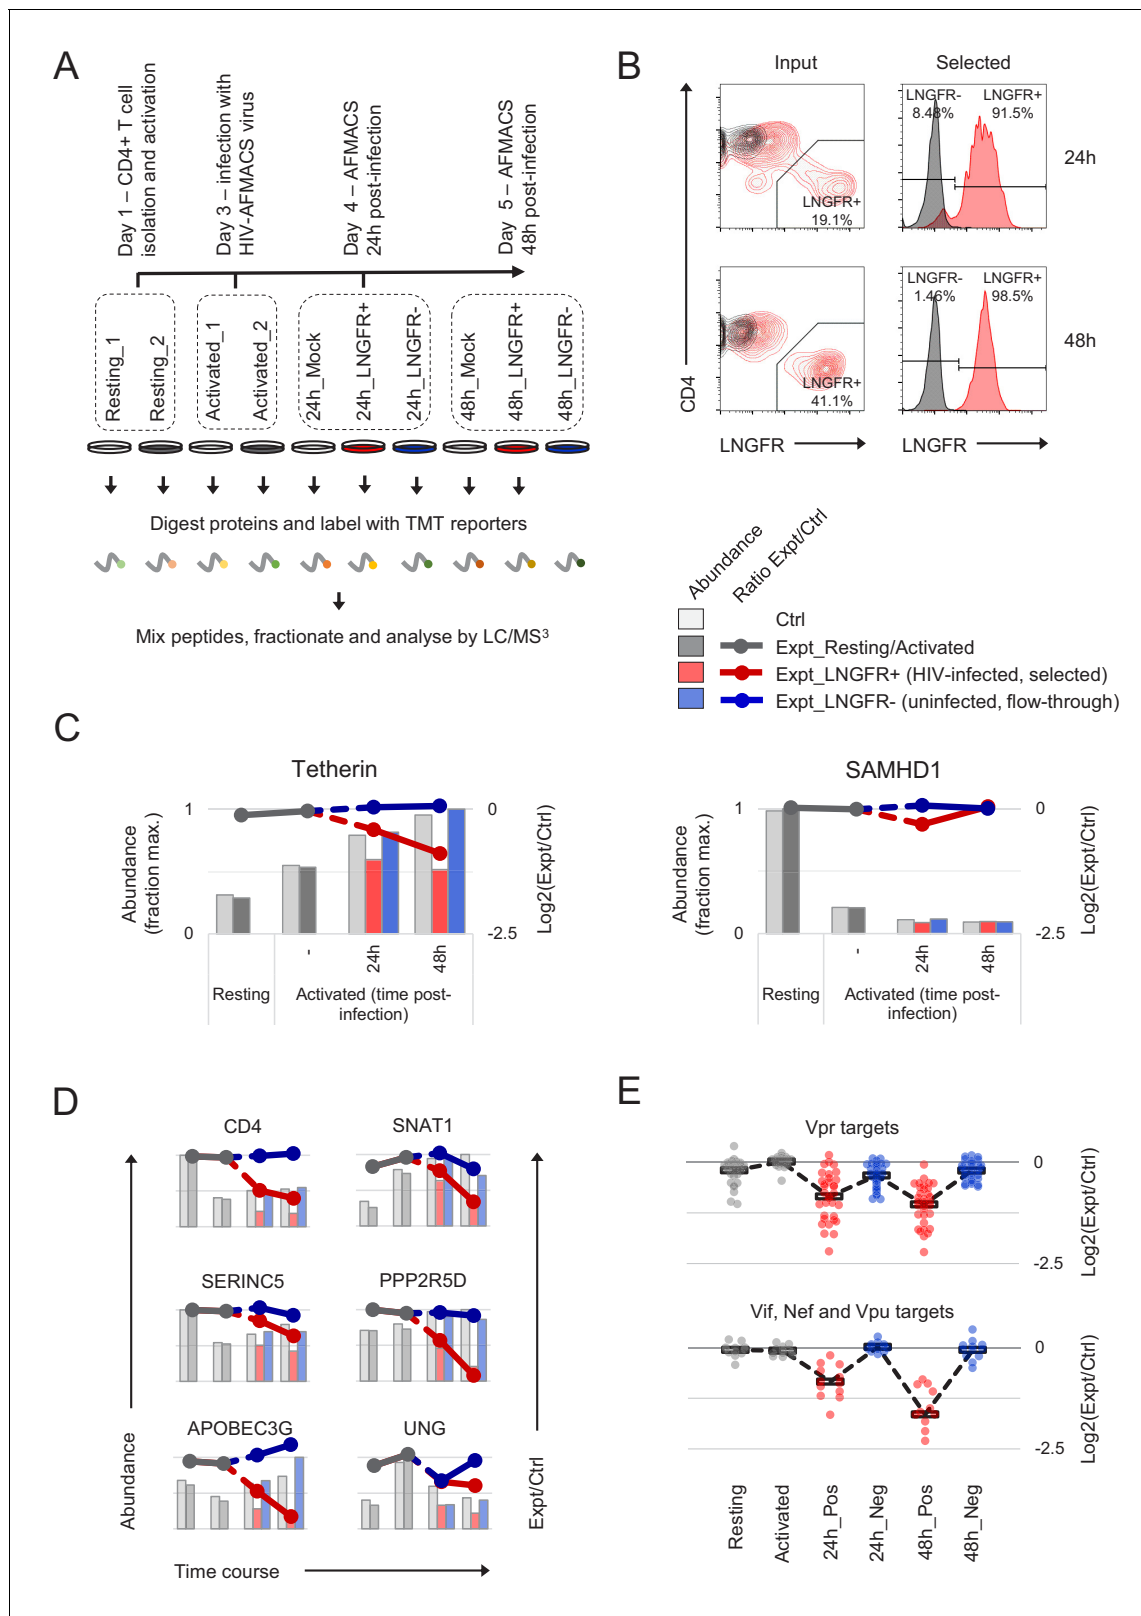 A
Day 1 – CD4+ T cell
isolation and activation
Day 3 – infection with
HIV-AFMACS virus
Day 4 – AFMACS
24h post-infection
Day 5 – AFMACS
48h post-infection
Resting_1
Resting_2
Activated_1
Activated_2
24h_Mock
24h_LNGFR+
24h_LNGFR-
48h_Mock
48h_LNGFR+
48h_LNGFR-
Digest proteins and label with TMT reporters
Mix peptides, fractionate and analyse by LC/MS³
B
Input
Selected
LNGFR+
19.1%
LNGFR-
8.48%
LNGFR+
91.5%
24h
LNGFR+
41.1%
LNGFR-
1.46%
LNGFR+
98.5%
48h
CD4
LNGFR
LNGFR
Abundance
Ratio Expt/Ctrl
Ctrl
Expt_Resting/Activated
Expt_LNGFR+ (HIV-infected, selected)
Expt_LNGFR- (uninfected, flow-through)
C
Tetherin
Abundance
(fraction max.)
1
0
0
-2.5
Log2(Expt/Ctrl)
-
24h
48h
Resting
Activated (time post-
infection)
SAMHD1
Abundance
(fraction max.)
1
0
0
-2.5
Log2(Expt/Ctrl)
-
24h
48h
Resting
Activated (time post-
infection)
D
CD4
SNAT1
SERINC5
PPP2R5D
APOBEC3G
UNG
Abundance
Expt/Ctrl
Time course
E
Vpr targets
0
-2.5
Log2(Expt/Ctrl)
Vif, Nef and Vpu targets
0
-2.5
Log2(Expt/Ctrl)
Resting
Activated
24h_Pos
24h_Neg
48h_Pos
48h_Neg